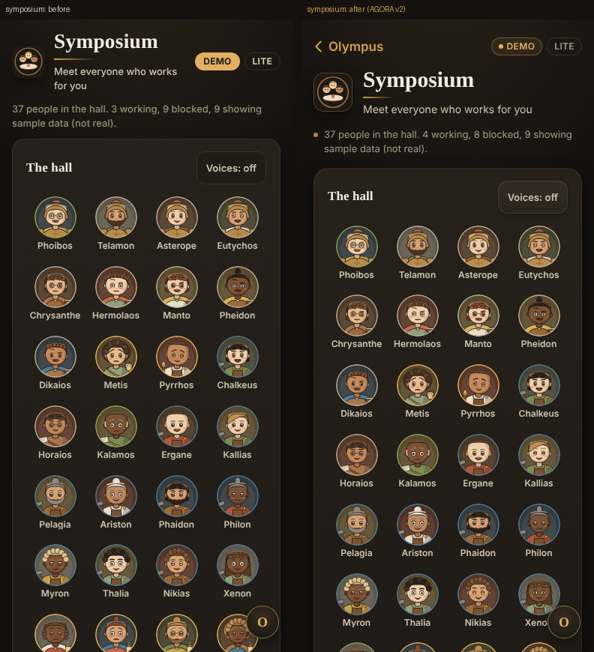 symposium: before
Symposium
Meet everyone who works
for you
DEMO
LITE
37 people in the hall. 3 working, 9 blocked, 9 showing
sample data (not real).
The hall
Voices: off
Phoibos
Telamon
Asterope
Eutychos
Chrysanthe
Hermolaos
Manto
Pheidon
Dikaios
Metis
Pyrrhos
Chalkeus
Horaios
Kalamos
Ergane
Kallias
Pelagia
Ariston
Phaidon
Philon
Myron
Thalia
Nikias
Xenon
O
symposium: after (AGORA v2)
Olympus
DEMO
LITE
Symposium
Meet everyone who works for you
37 people in the hall. 4 working, 8 blocked, 9 showing
sample data (not real).
The hall
Voices: off
Phoibos
Telamon
Asterope
Eutychos
Chrysanthe
Hermolaos
Manto
Pheidon
Dikaios
Metis
Pyrrhos
Chalkeus
Horaios
Kalamos
Ergane
Kallias
Pelagia
Ariston
Phaidon
Philon
Myron
Thalia
Nikias
Xeno
O